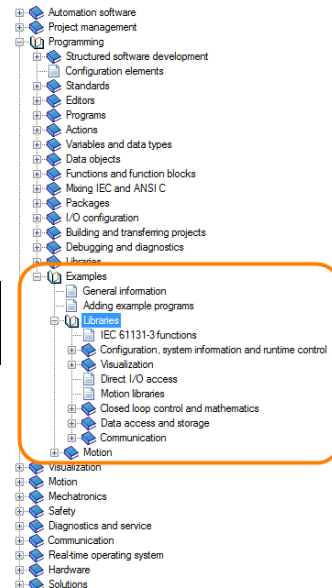 Automation software
Project management
Programming
Structured software development
Configuration elements
Standards
Editors
Programs
Actions
Variables and data types
Data objects
Functions and function blocks
Mixing IEC and ANSI C
Packages
I/O configuration
Building and transferring projects
Debugging and diagnostics
Libraries
Examples
General information
Adding example programs
Libraries
IEC 61131-3 functions
Configuration, system information and runtime control
Visualization
Direct I/O access
Motion libraries
Closed loop control and mathematics
Data access and storage
Communication
Motion
Visualization
Motion
Mechatronics
Safety
Diagnostics and service
Communication
Real-time operating system
Hardware
Solutions